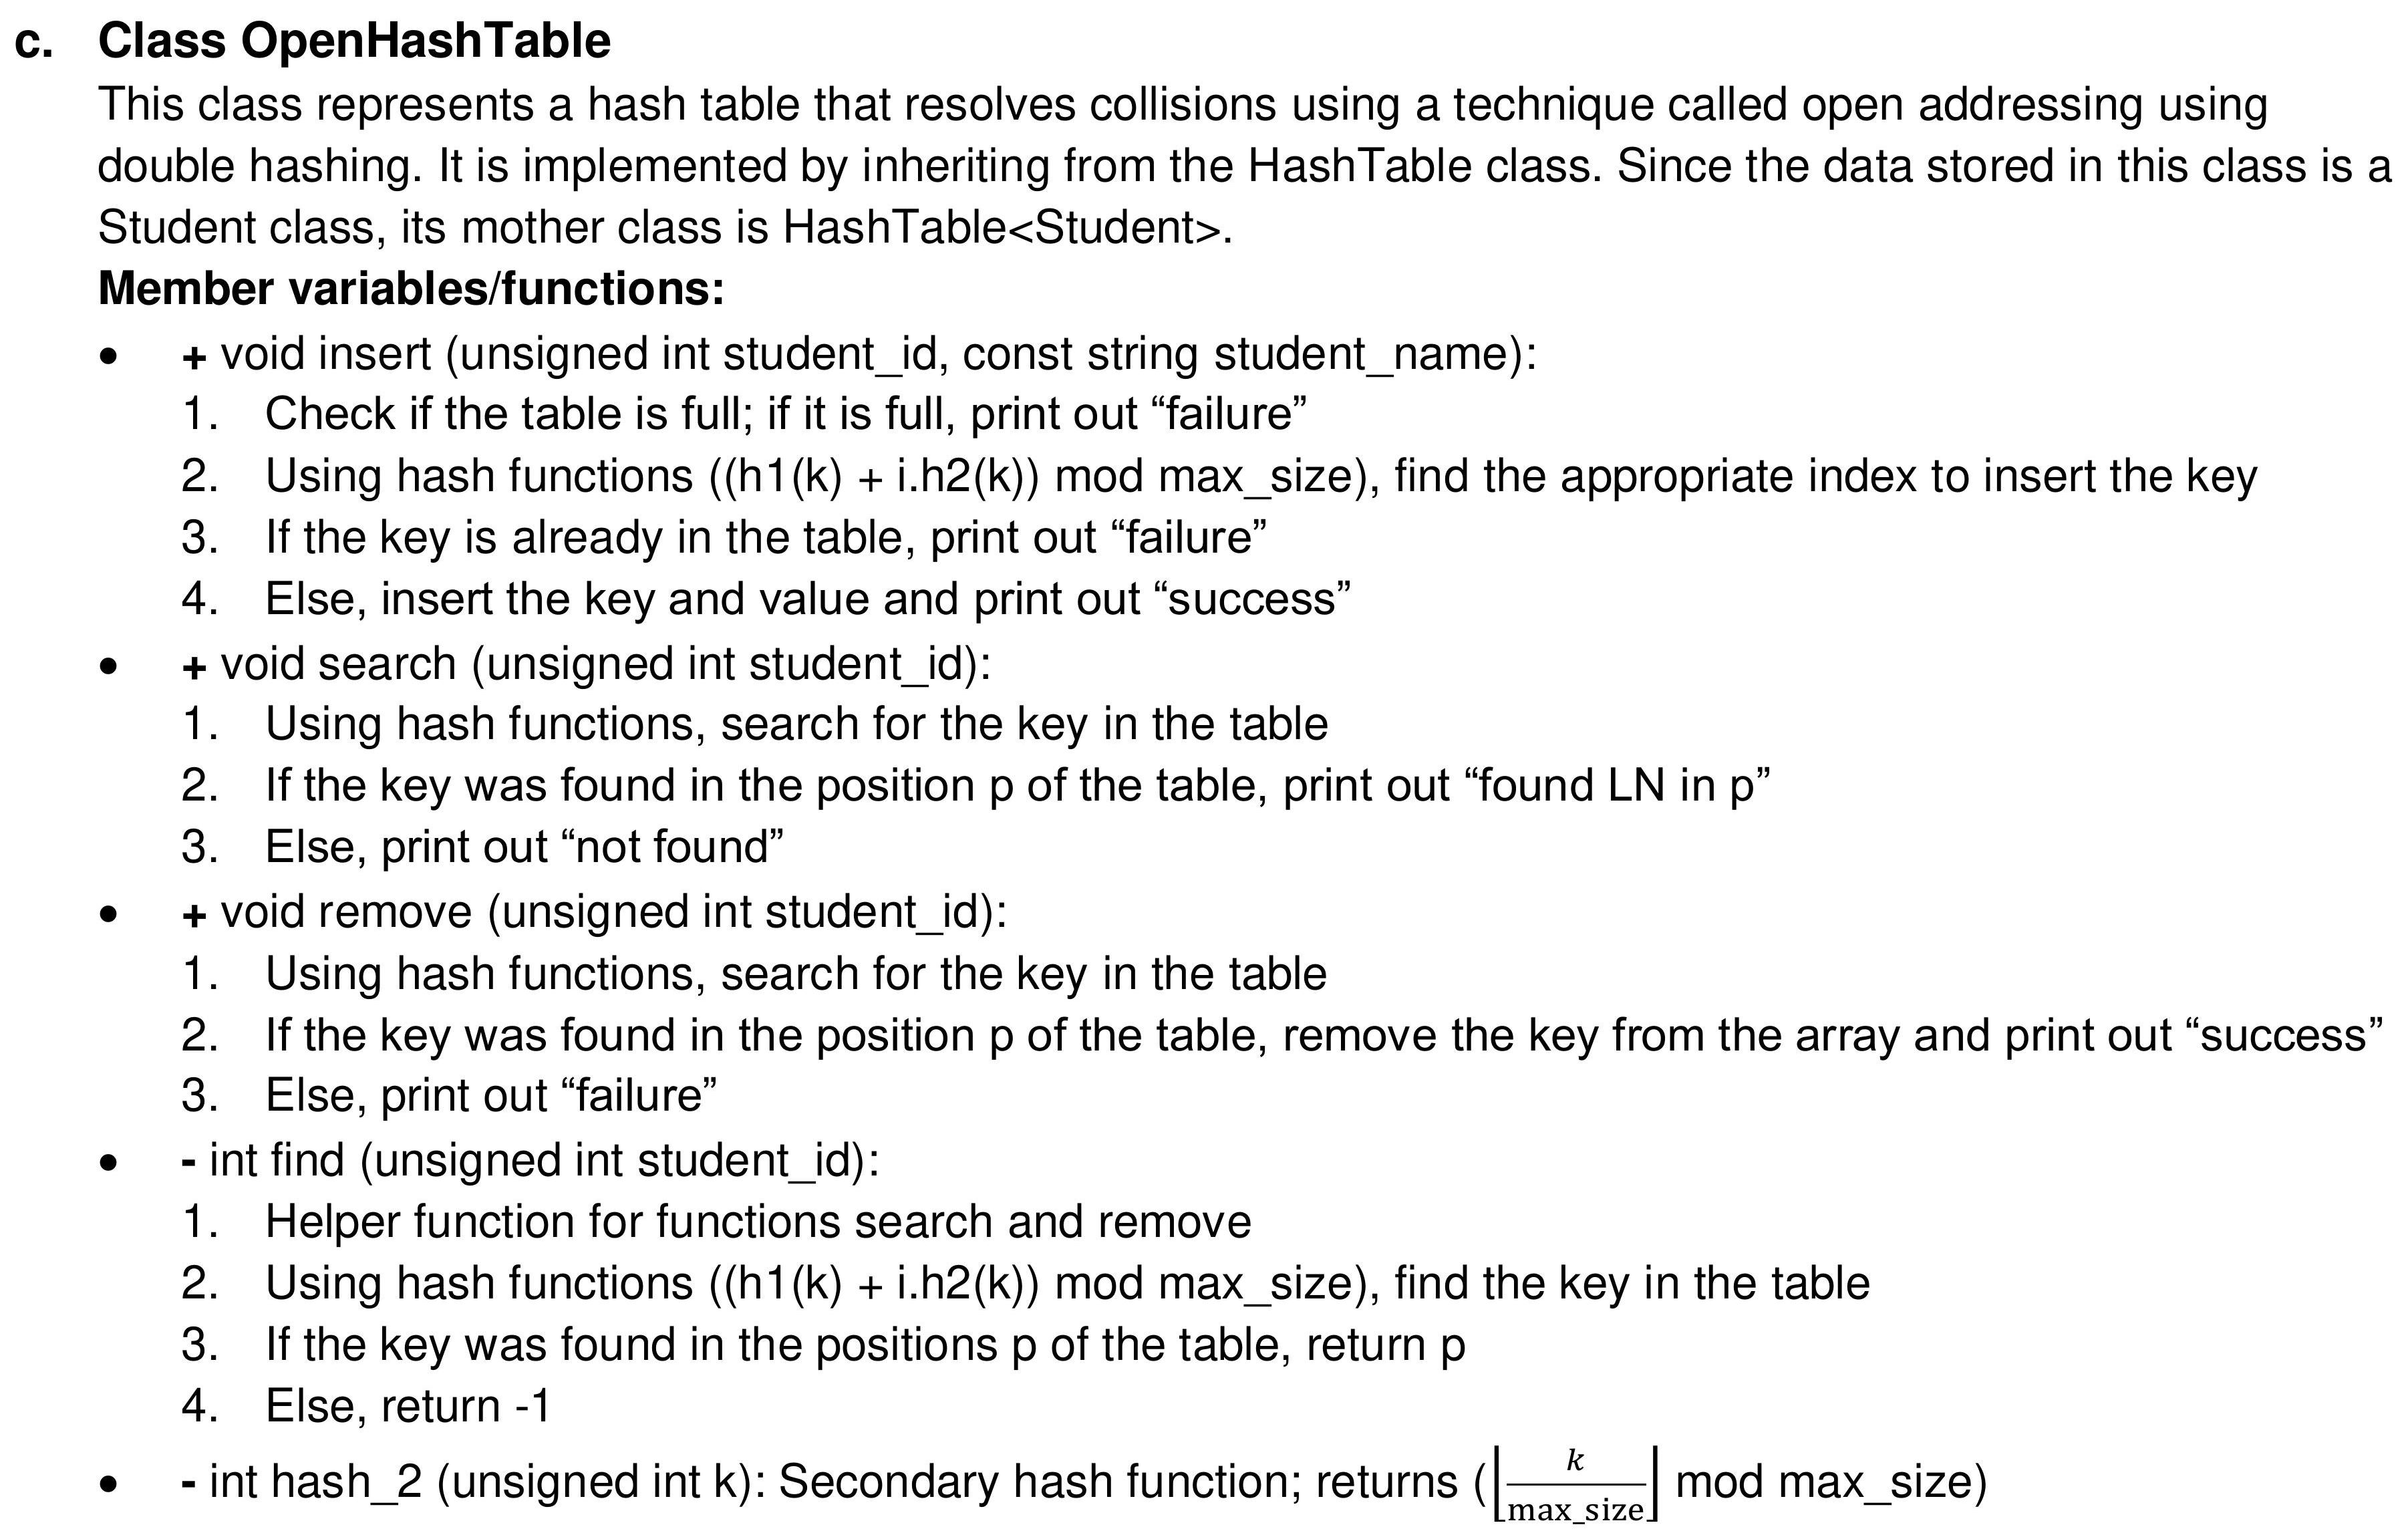 c. Class OpenHashTable
This class represents a hash table that resolves collisions using a technique called open addressing using
double hashing. It is implemented by inheriting from the HashTable class. Since the data stored in this class is a
Student class, its mother class is HashTable<Student>.
Member variables/functions:
• + void insert (unsigned int student_id, const string student_name):
1. Check if the table is full; if it is full, print out “failure”
2. Using hash functions ((h1(k) + i.h2(k)) mod max_size), find the appropriate index to insert the key
3. If the key is already in the table, print out “failure”
4. Else, insert the key and value and print out “success”
• + void search (unsigned int student_id):
1. Using hash functions, search for the key in the table
2. If the key was found in the position p of the table, print out “found LN in p”
3. Else, print out “not found”
• + void remove (unsigned int student_id):
1. Using hash functions, search for the key in the table
2. If the key was found in the position p of the table, remove the key from the array and print out “success”
3. Else, print out “failure”
• - int find (unsigned int student_id):
1. Helper function for functions search and remove
2. Using hash functions ((h1(k) + i.h2(k)) mod max_size), find the key in the table
3. If the key was found in the positions p of the table, return p
4. Else, return -1
• - int hash_2 (unsigned int k): Secondary hash function; returns (⌊k/max_size⌋ mod max_size)